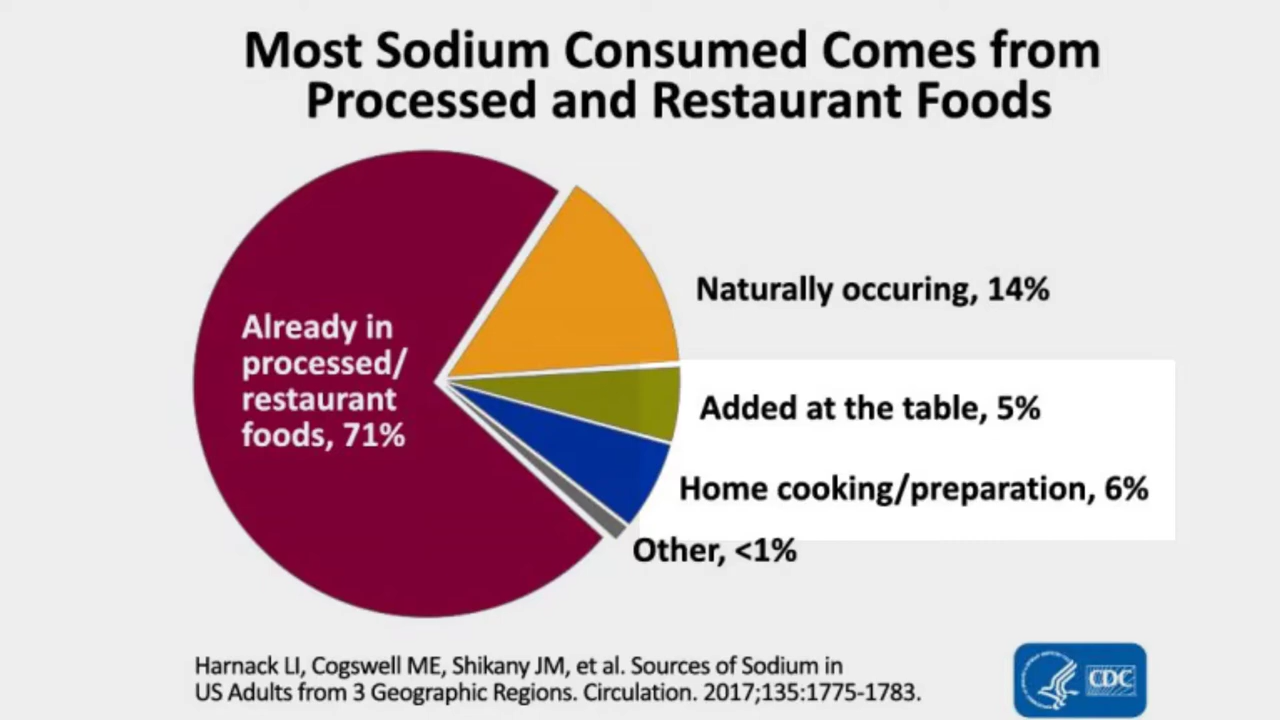 Most Sodium Consumed Comes from
Processed and Restaurant Foods
Already in
processed/
restaurant
foods, 71%
Naturally occuring, 14%
Added at the table, 5%
Home cooking/preparation, 6%
Other, <1%
Harnack LI, Cogswell ME, Shikany JM, et al. Sources of Sodium in
US Adults from 3 Geographic Regions. Circulation. 2017;135:1775-1783.
CDC